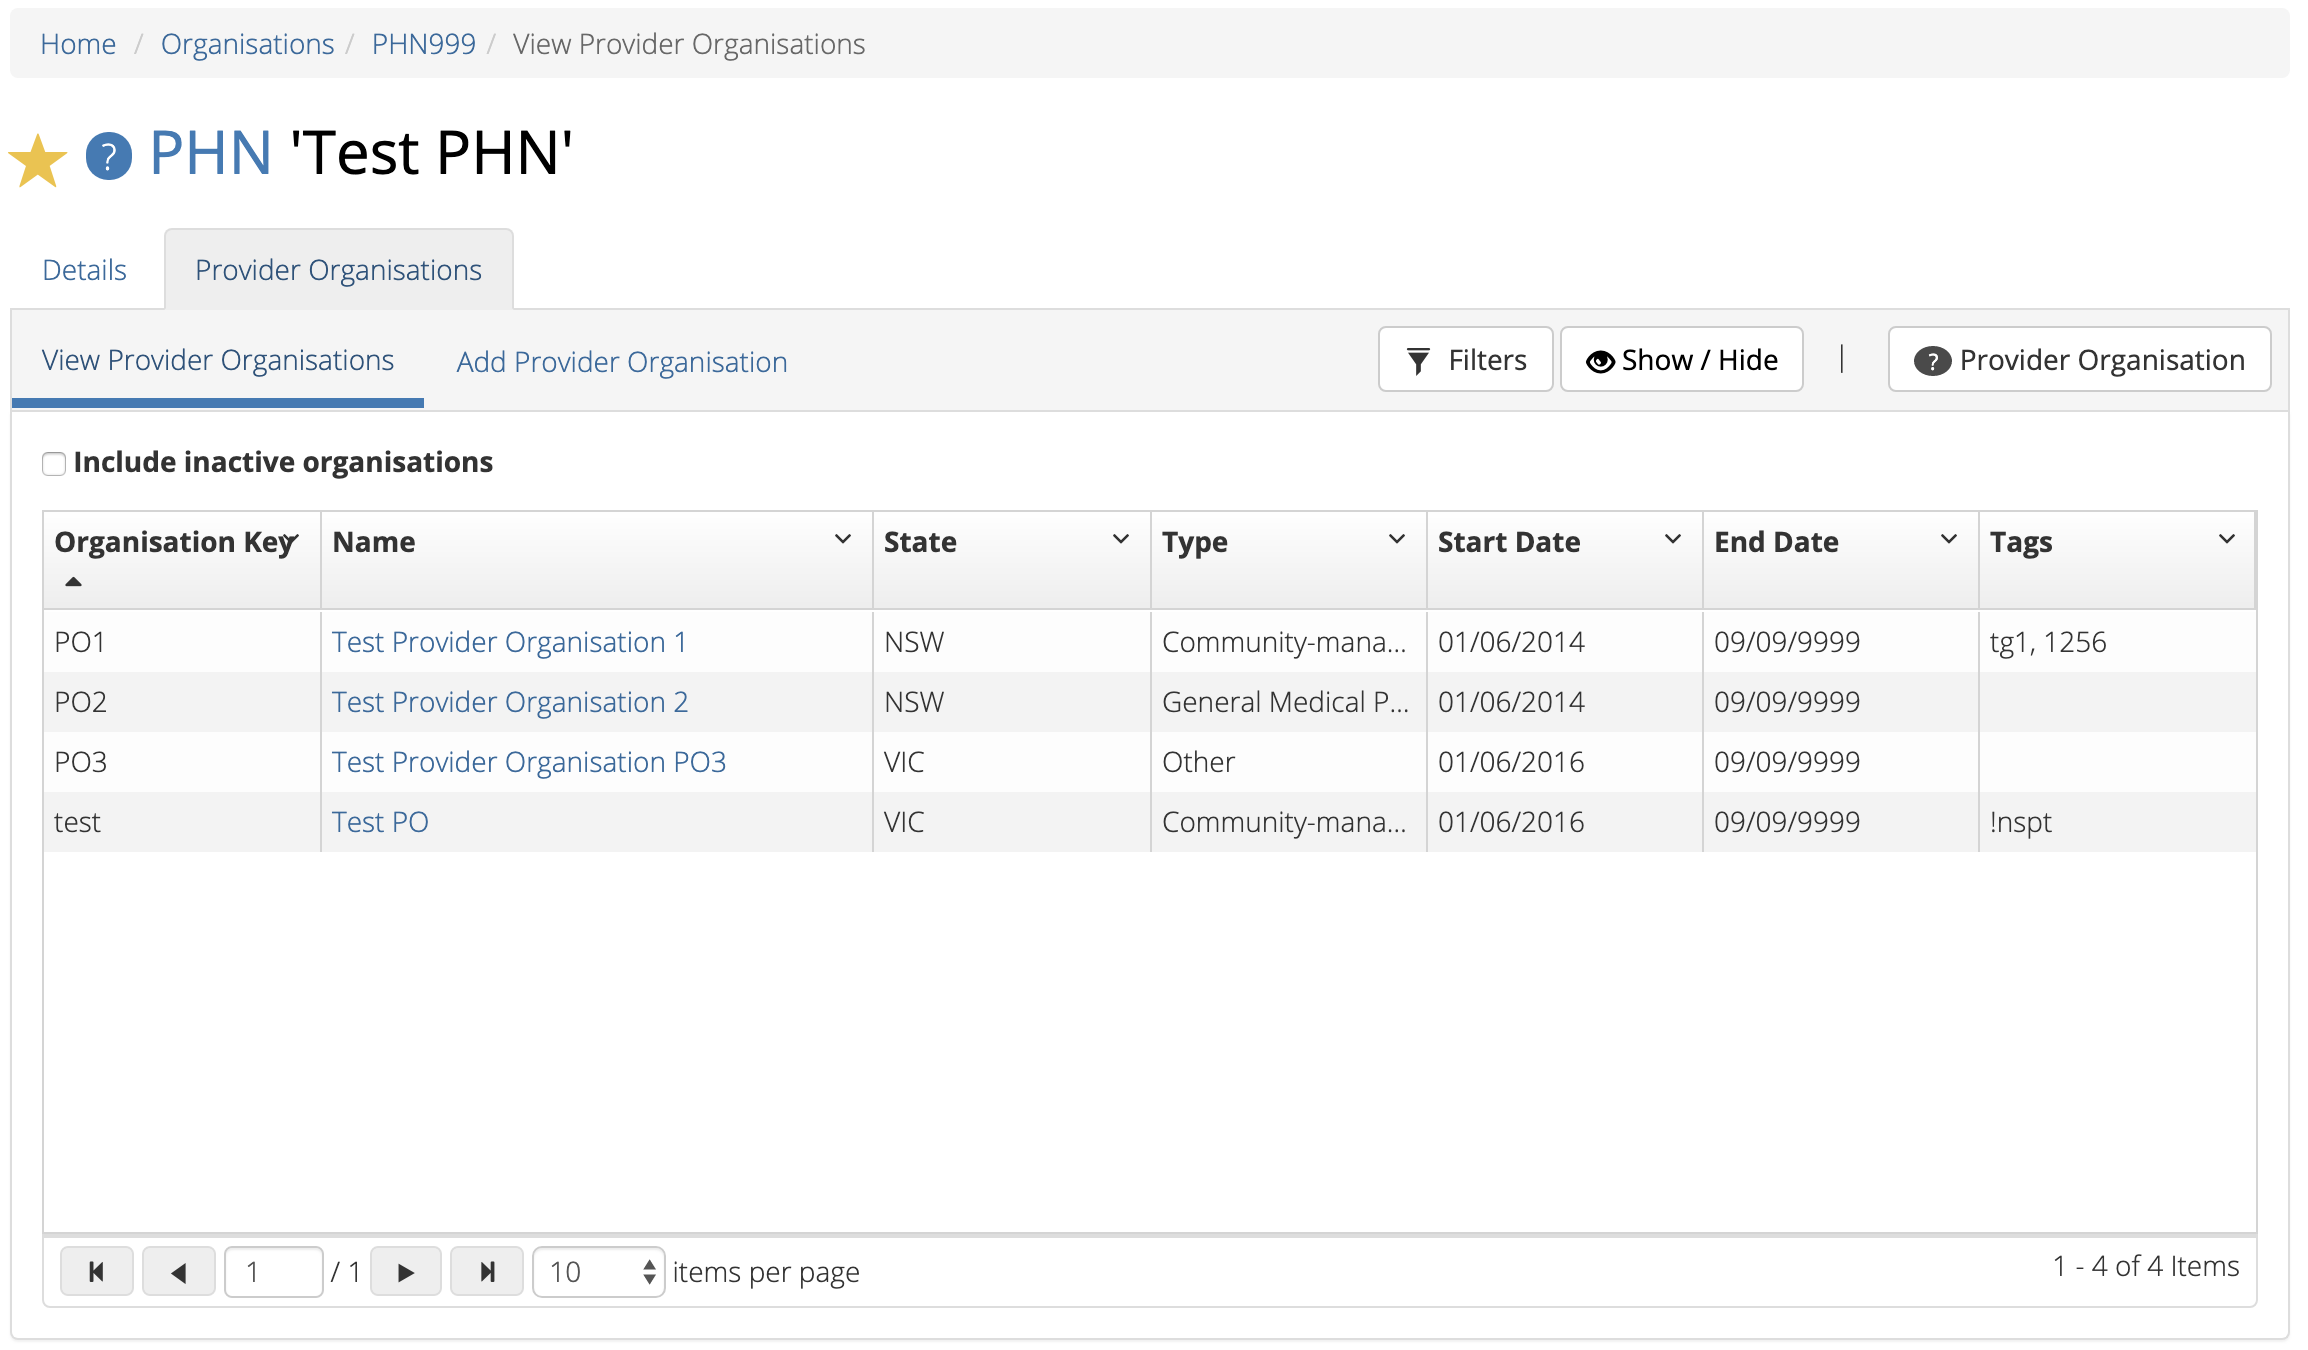 Home / Organisations / PHN999 / View Provider Organisations
? PHN 'Test PHN'
Details Provider Organisations
View Provider Organisations Add Provider Organisation Filters Show / Hide | ? Provider Organisation
Include inactive organisations
Organisation Key Name State Type Start Date End Date Tags
PO1 Test Provider Organisation 1 NSW Community-mana... 01/06/2014 09/09/9999 tg1, 1256
PO2 Test Provider Organisation 2 NSW General Medical P... 01/06/2014 09/09/9999
PO3 Test Provider Organisation PO3 VIC Other 01/06/2016 09/09/9999
test Test PO VIC Community-mana... 01/06/2016 09/09/9999 !nspt
1 / 1 10 items per page 1 - 4 of 4 Items